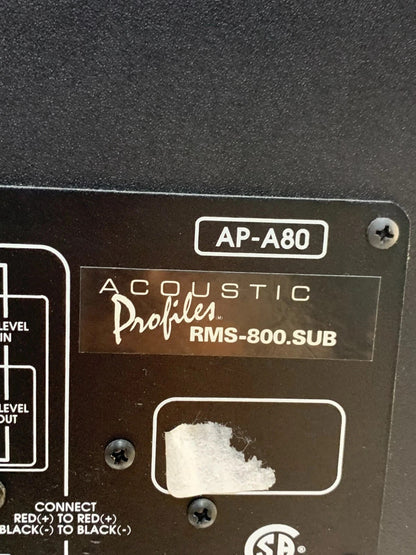 AP-A80
ACOUSTIC
Profiles
RMS-800.SUB
LEVEL
IN
LEVEL
OUT
CONNECT
RED(+) TO RED(+)
BLACK(-) TO BLACK(-)